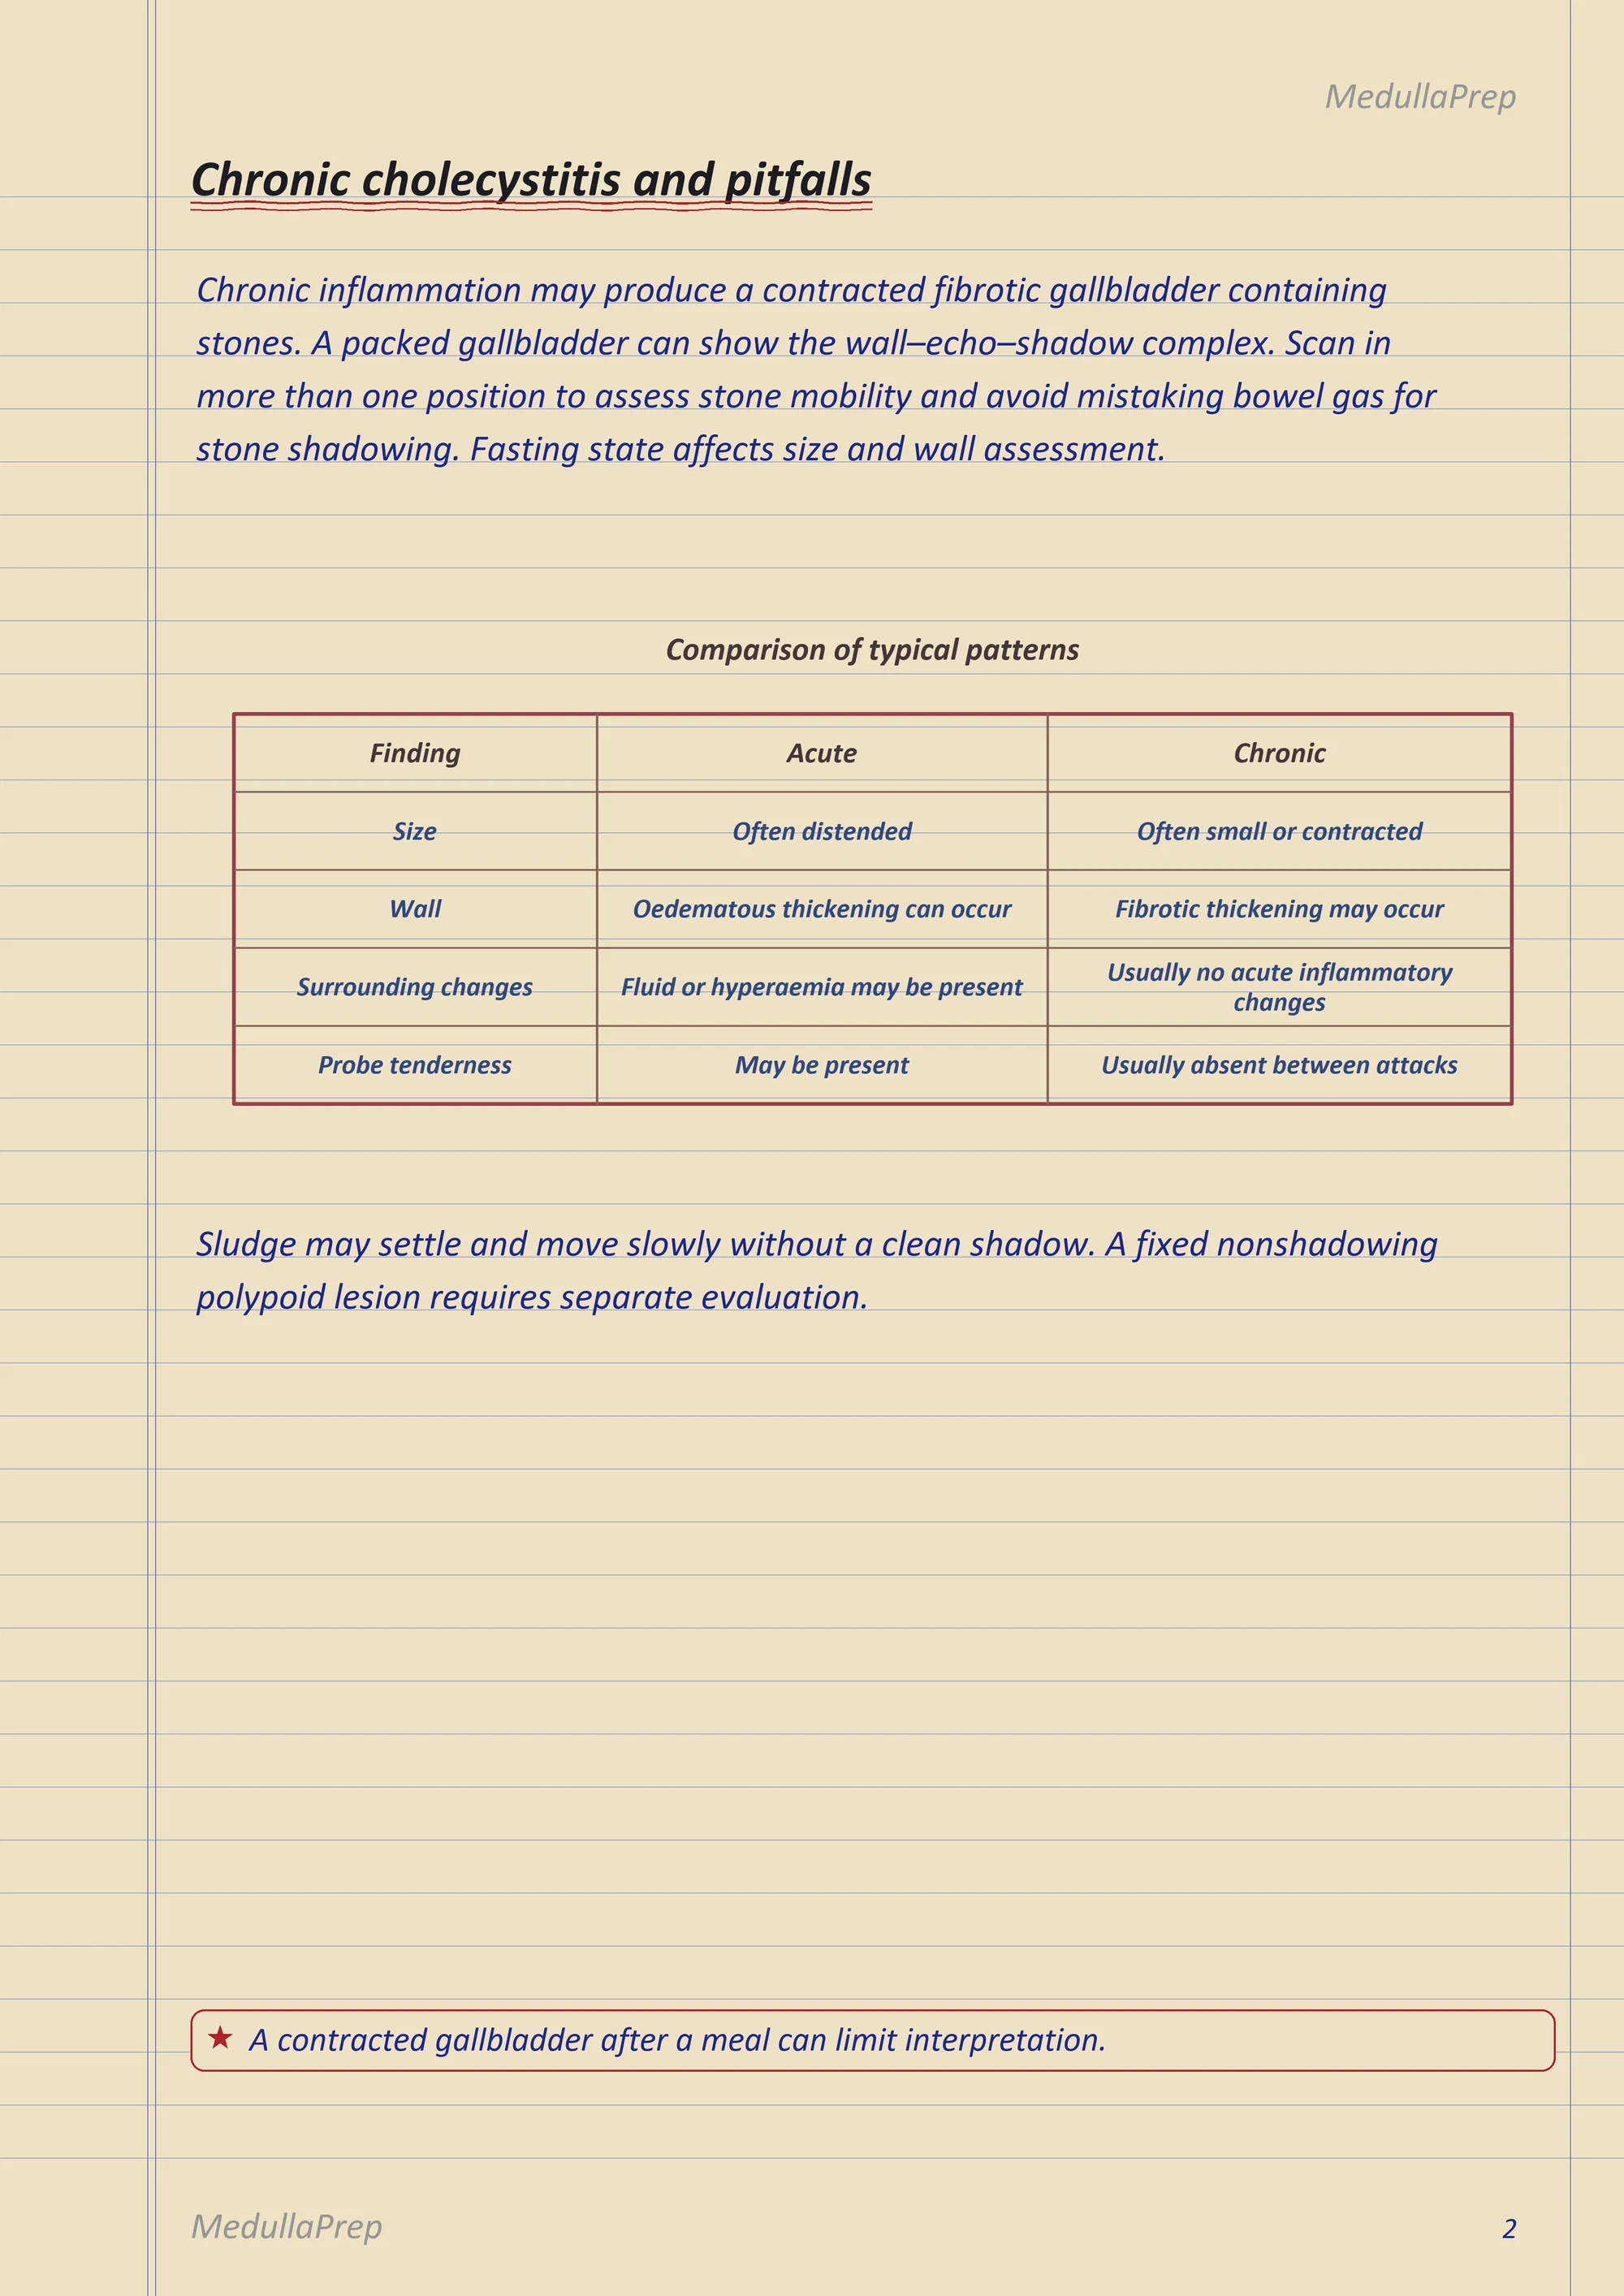 MedullaPrep
Chronic cholecystitis and pitfalls
Chronic inflammation may produce a contracted fibrotic gallbladder containing
stones. A packed gallbladder can show the wall–echo–shadow complex. Scan in
more than one position to assess stone mobility and avoid mistaking bowel gas for
stone shadowing. Fasting state affects size and wall assessment.
Comparison of typical patterns
Finding Acute Chronic
Size Often distended Often small or contracted
Wall Oedematous thickening can occur Fibrotic thickening may occur
Surrounding changes Fluid or hyperaemia may be present Usually no acute inflammatory
changes
Probe tenderness May be present Usually absent between attacks
Sludge may settle and move slowly without a clean shadow. A fixed nonshadowing
polypoid lesion requires separate evaluation.
★ A contracted gallbladder after a meal can limit interpretation.
MedullaPrep 2